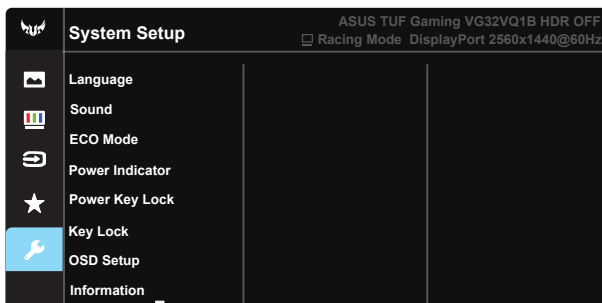 System Setup
ASUS TUF Gaming VG32VQ1B HDR OFF
Racing Mode DisplayPort 2560x1440@60Hz
Language
Sound
ECO Mode
Power Indicator
Power Key Lock
Key Lock
OSD Setup
Information